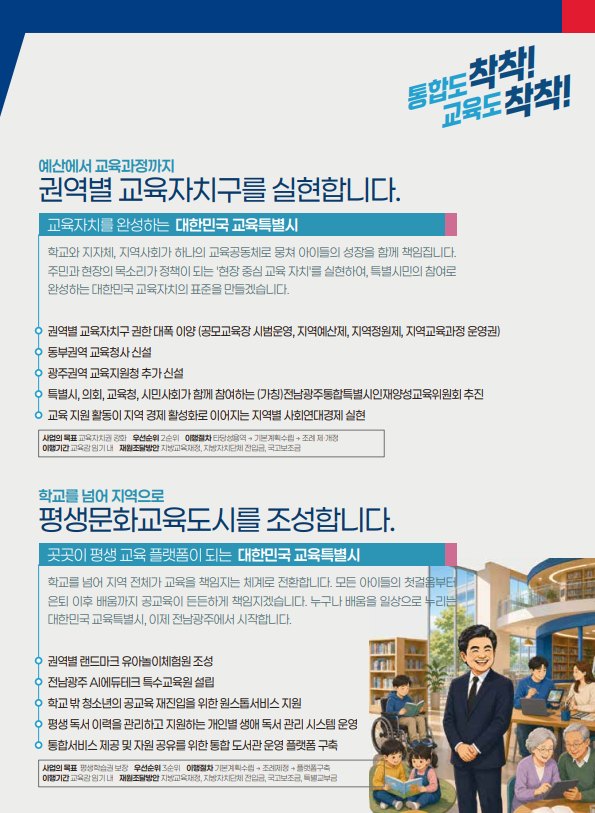 통합도 착착!
교육도 착착!
예산에서 교육과정까지
권역별 교육자치구를 실현합니다.
교육자치를 완성하는 대한민국 교육특별시
학교와 지자체, 지역사회가 하나의 교육공동체로 뭉쳐 아이들의 성장을 함께 책임집니다.
주민과 현장의 목소리가 정책이 되는 '현장 중심 교육 자치'를 실현하여, 특별시민의 참여로
완성하는 대한민국 교육자치의 표준을 만들겠습니다.
권역별 교육자치구 권한 대폭 이양 (공모교육장 시범운영, 지역예산제, 지역정원제, 지역교육과정 운영권)
동부권역 교육청사 신설
광주권역 교육지원청 추가 신설
특별시, 의회, 교육청, 시민사회가 함께 참여하는 (가칭)전남광주통합특별시인재양성교육위원회 추진
교육 지원 활동이 지역 경제 활성화로 이어지는 지역별 사회연대경제 실현
사업의 목표 교육자치권 강화 우선순위 2순위 이행절차 타당성용역 → 기본계획수립 → 조례 제·개정
이행기간 교육감 임기 내 재원조달방안 지방교육재정, 지방자치단체 전입금, 국고보조금
학교를 넘어 지역으로
평생문화교육도시를 조성합니다.
곳곳이 평생 교육 플랫폼이 되는 대한민국 교육특별시
학교를 넘어 지역 전체가 교육을 책임지는 체계로 전환합니다. 모든 아이들의 첫걸음부터
은퇴 이후 배움까지 공교육이 든든하게 책임지겠습니다. 누구나 배움을 일상으로 누리는
대한민국 교육특별시, 이제 전남광주에서 시작합니다.
권역별 랜드마크 유아놀이체험원 조성
전남광주 AI에듀테크 특수교육원 설립
학교 밖 청소년의 공교육 재진입을 위한 원스톱서비스 지원
평생 독서 이력을 관리하고 지원하는 개인별 생애 독서 관리 시스템 운영
통합서비스 제공 및 자원 공유를 위한 통합 도서관 운영 플랫폼 구축
사업의 목표 평생학습권 보장 우선순위 3순위 이행절차 기본계획수립 → 조례제정 → 플랫폼구축
이행기간 교육감 임기 내 재원조달방안 지방교육재정, 지방자치단체 전입금, 국고보조금, 특별교부금